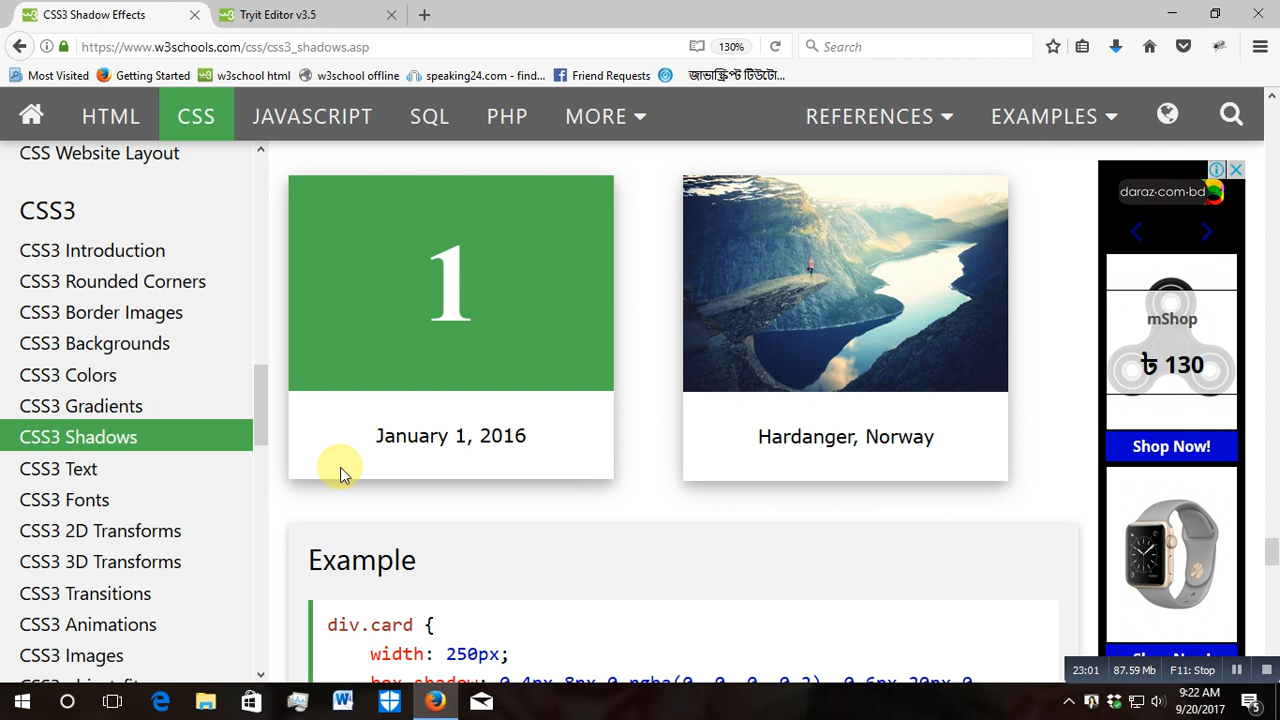 CSS3 Shadow Effects
Tryit Editor v3.5
https://www.w3schools.com/css/css3_shadows.asp
130%
Search
Most Visited
Getting Started
w3school html
w3school offline
speaking24.com - find...
Friend Requests
জাভাস্ক্রিপ্ট টিউটো...
HTML
CSS
JAVASCRIPT
SQL
PHP
MORE
REFERENCES
EXAMPLES
CSS Website Layout
CSS3
CSS3 Introduction
CSS3 Rounded Corners
CSS3 Border Images
CSS3 Backgrounds
CSS3 Colors
CSS3 Gradients
CSS3 Shadows
CSS3 Text
CSS3 Fonts
CSS3 2D Transforms
CSS3 3D Transforms
CSS3 Transitions
CSS3 Animations
CSS3 Images
1
January 1, 2016
Hardanger, Norway
Example
div.card {
width: 250px;
daraz.com.bd
mShop
৳ 130
Shop Now!
23:01
87.59 Mb
F11: Stop
9:22 AM
9/20/2017
5